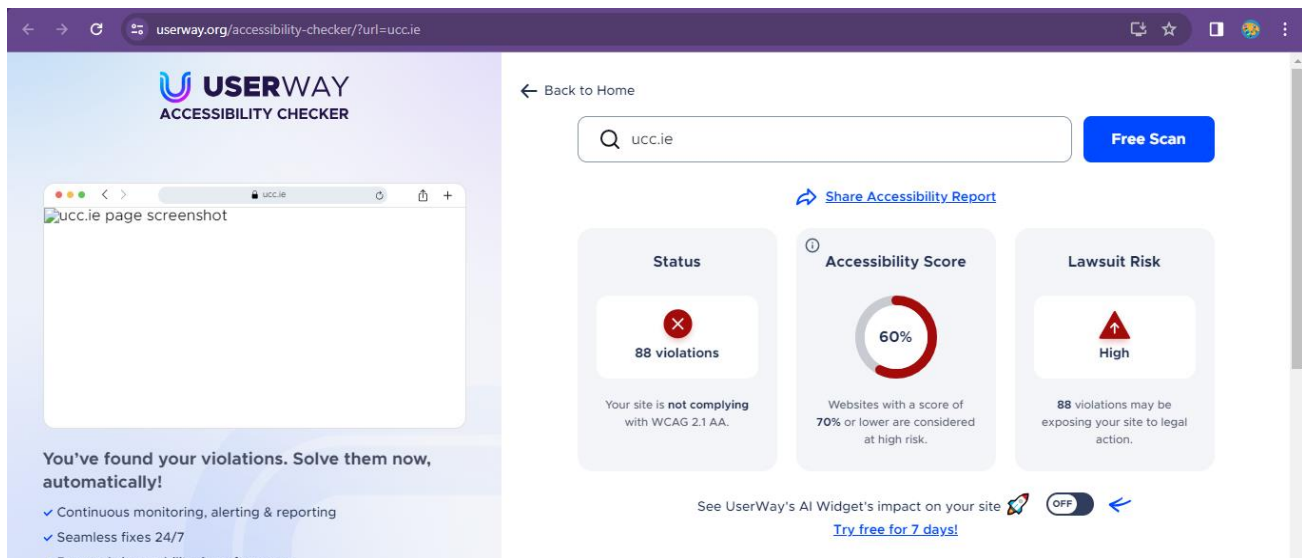 userway.org/accessibility-checker/?url=ucc.ie
USERWAY
ACCESSIBILITY CHECKER
ucc.ie
ucc.ie page screenshot
You've found your violations. Solve them now,
automatically!
Continuous monitoring, alerting & reporting
Seamless fixes 24/7
Back to Home
ucc.ie
Free Scan
Share Accessibility Report
Status
88 violations
Your site is not complying
with WCAG 2.1 AA.
Accessibility Score
60%
Websites with a score of
70% or lower are considered
at high risk.
Lawsuit Risk
High
88 violations may be
exposing your site to legal
action.
See UserWay's AI Widget's impact on your site
OFF
Try free for 7 days!